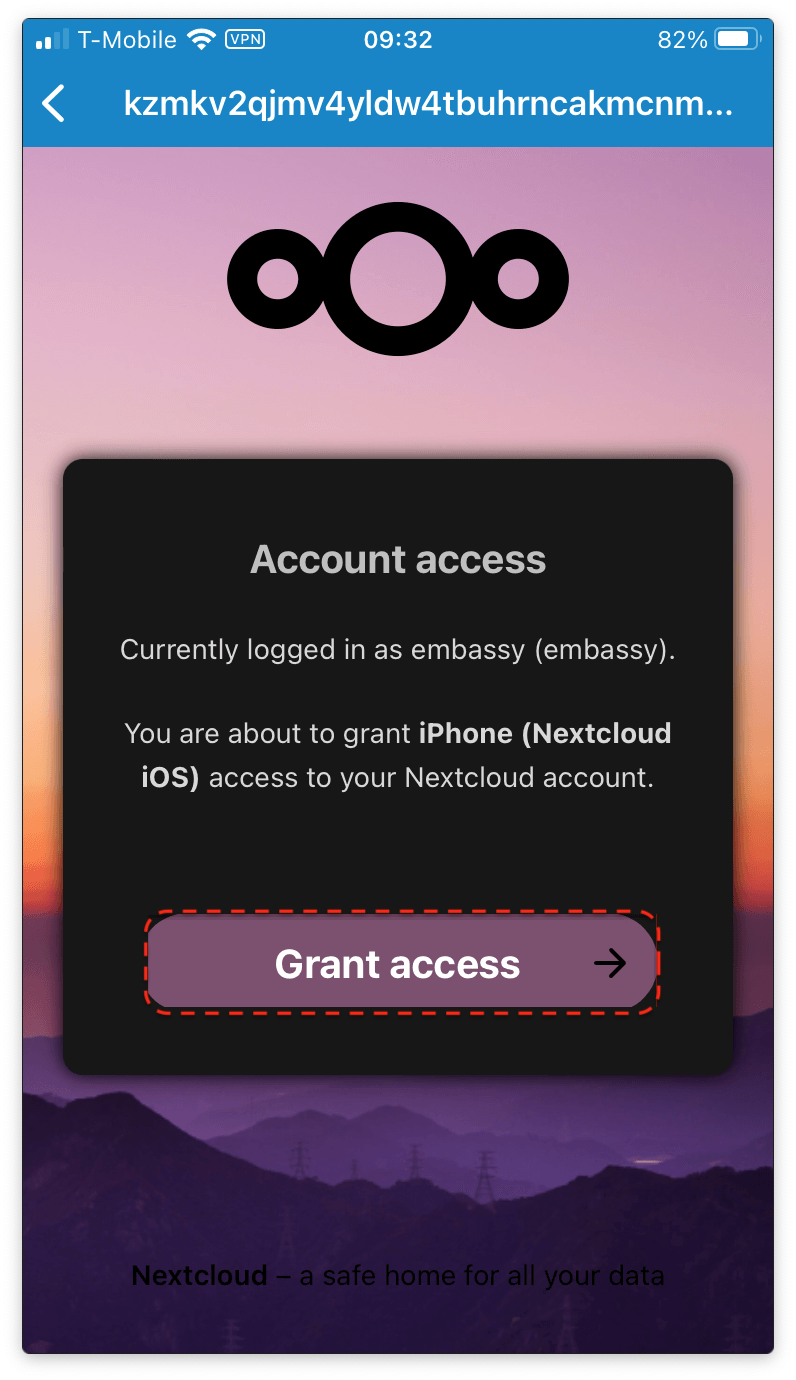 T-Mobile VPN 09:32 82%
kzmkv2qjmv4yldw4tbuhrncakmcnm...
Account access
Currently logged in as embassy (embassy).
You are about to grant iPhone (Nextcloud
iOS) access to your Nextcloud account.
Grant access
Nextcloud – a safe home for all your data